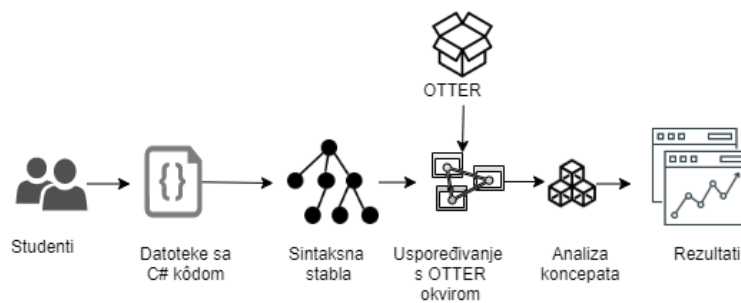 OTTER
{}
Studenti
Datoteke sa
C# kôdom
Sintaksna
stabla
Uspoređivanje
s OTTER
okvirom
Analiza
koncepata
Rezultati